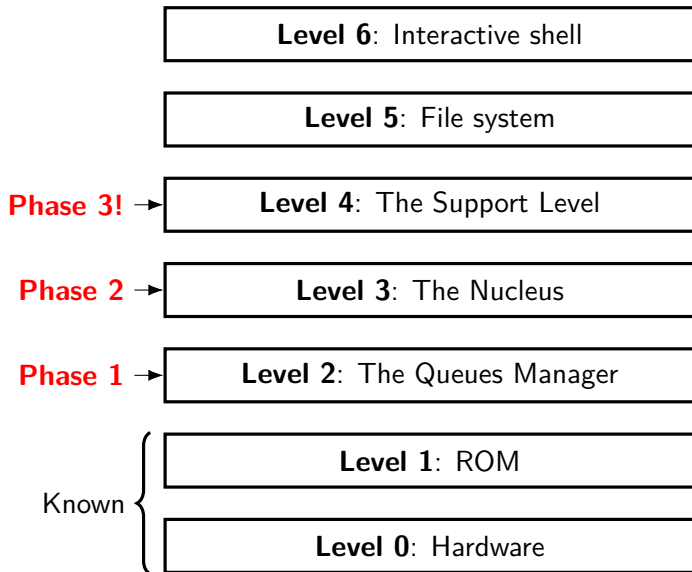 Level 6: Interactive shell
Level 5: File system
Phase 3! Level 4: The Support Level
Phase 2 Level 3: The Nucleus
Phase 1 Level 2: The Queues Manager
Level 1: ROM
Known
Level 0: Hardware